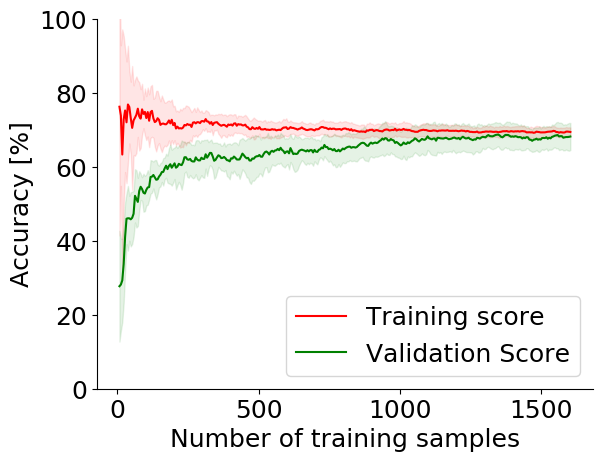 100
80
60
40
20
0
Accuracy [%]
Training score
Validation Score
0 500 1000 1500
Number of training samples